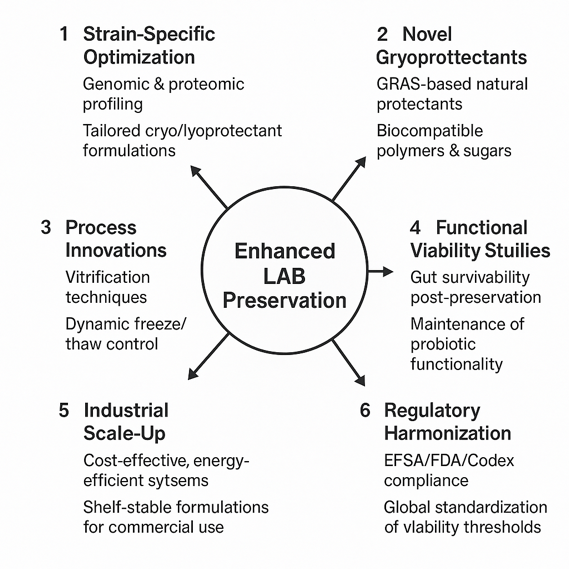 1 Strain-Specific
Optimization
Genomic & proteomic
profiling
Tailored cryo/lyoprotectant
formulations
2 Novel
Gryoprottectants
GRAS-based natural
protectants
Biocompatible
polymers & sugars
Enhanced
LAB
Preservation
3 Process
Innovations
Vitrification
techniques
Dynamic freeze/
thaw control
4 Functional
Viability Stuilies
Gut survivability
post-preservation
Maintenance of
probiotic
functionality
5 Industrial
Scale-Up
Cost-effective, energy-
efficient sytsems
Shelf-stable formulations
for commercial use
6 Regulatory
Harmonization
EFSA/FDA/Codex
compliance
Global standardization
of vlability thresholds